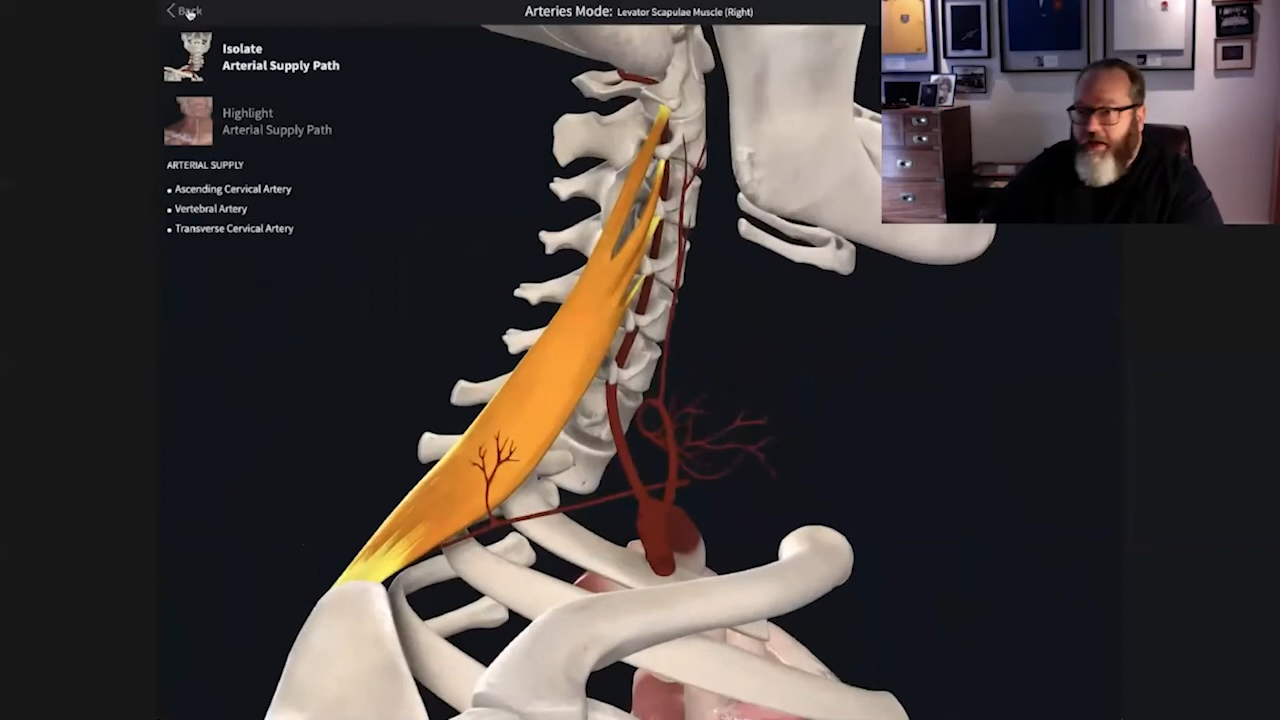 Back
Arteries Mode: Levator Scapulae Muscle (Right)
Isolate
Arterial Supply Path
Highlight
Arterial Supply Path
ARTERIAL SUPPLY
Ascending Cervical Artery
Vertebral Artery
Transverse Cervical Artery